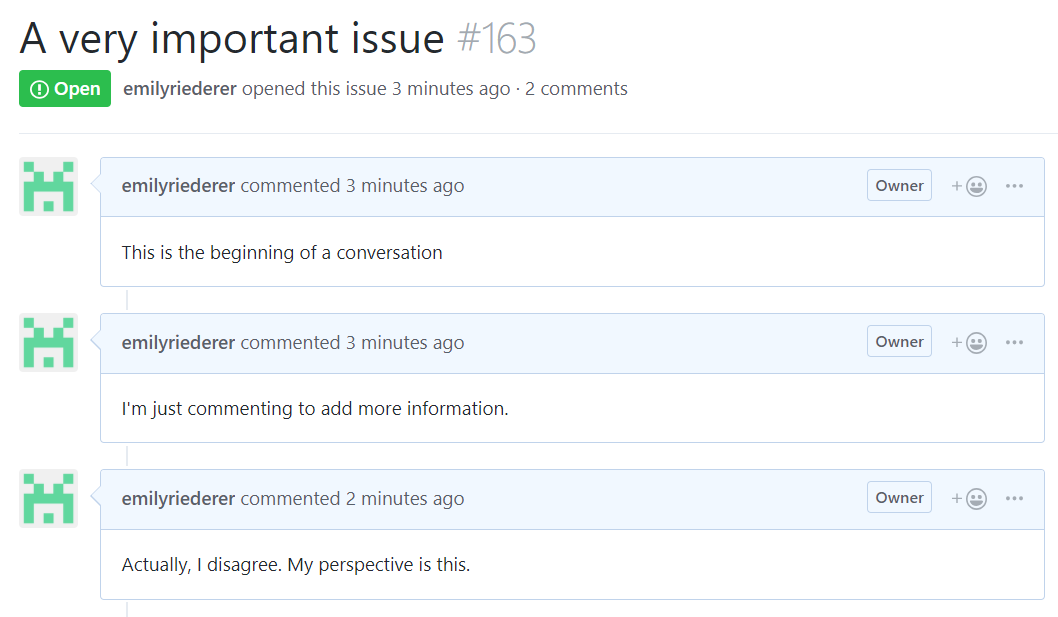 A very important issue #163
Open emilyriederer opened this issue 3 minutes ago · 2 comments
emilyriederer commented 3 minutes ago Owner
This is the beginning of a conversation
emilyriederer commented 3 minutes ago Owner
I'm just commenting to add more information.
emilyriederer commented 2 minutes ago Owner
Actually, I disagree. My perspective is this.